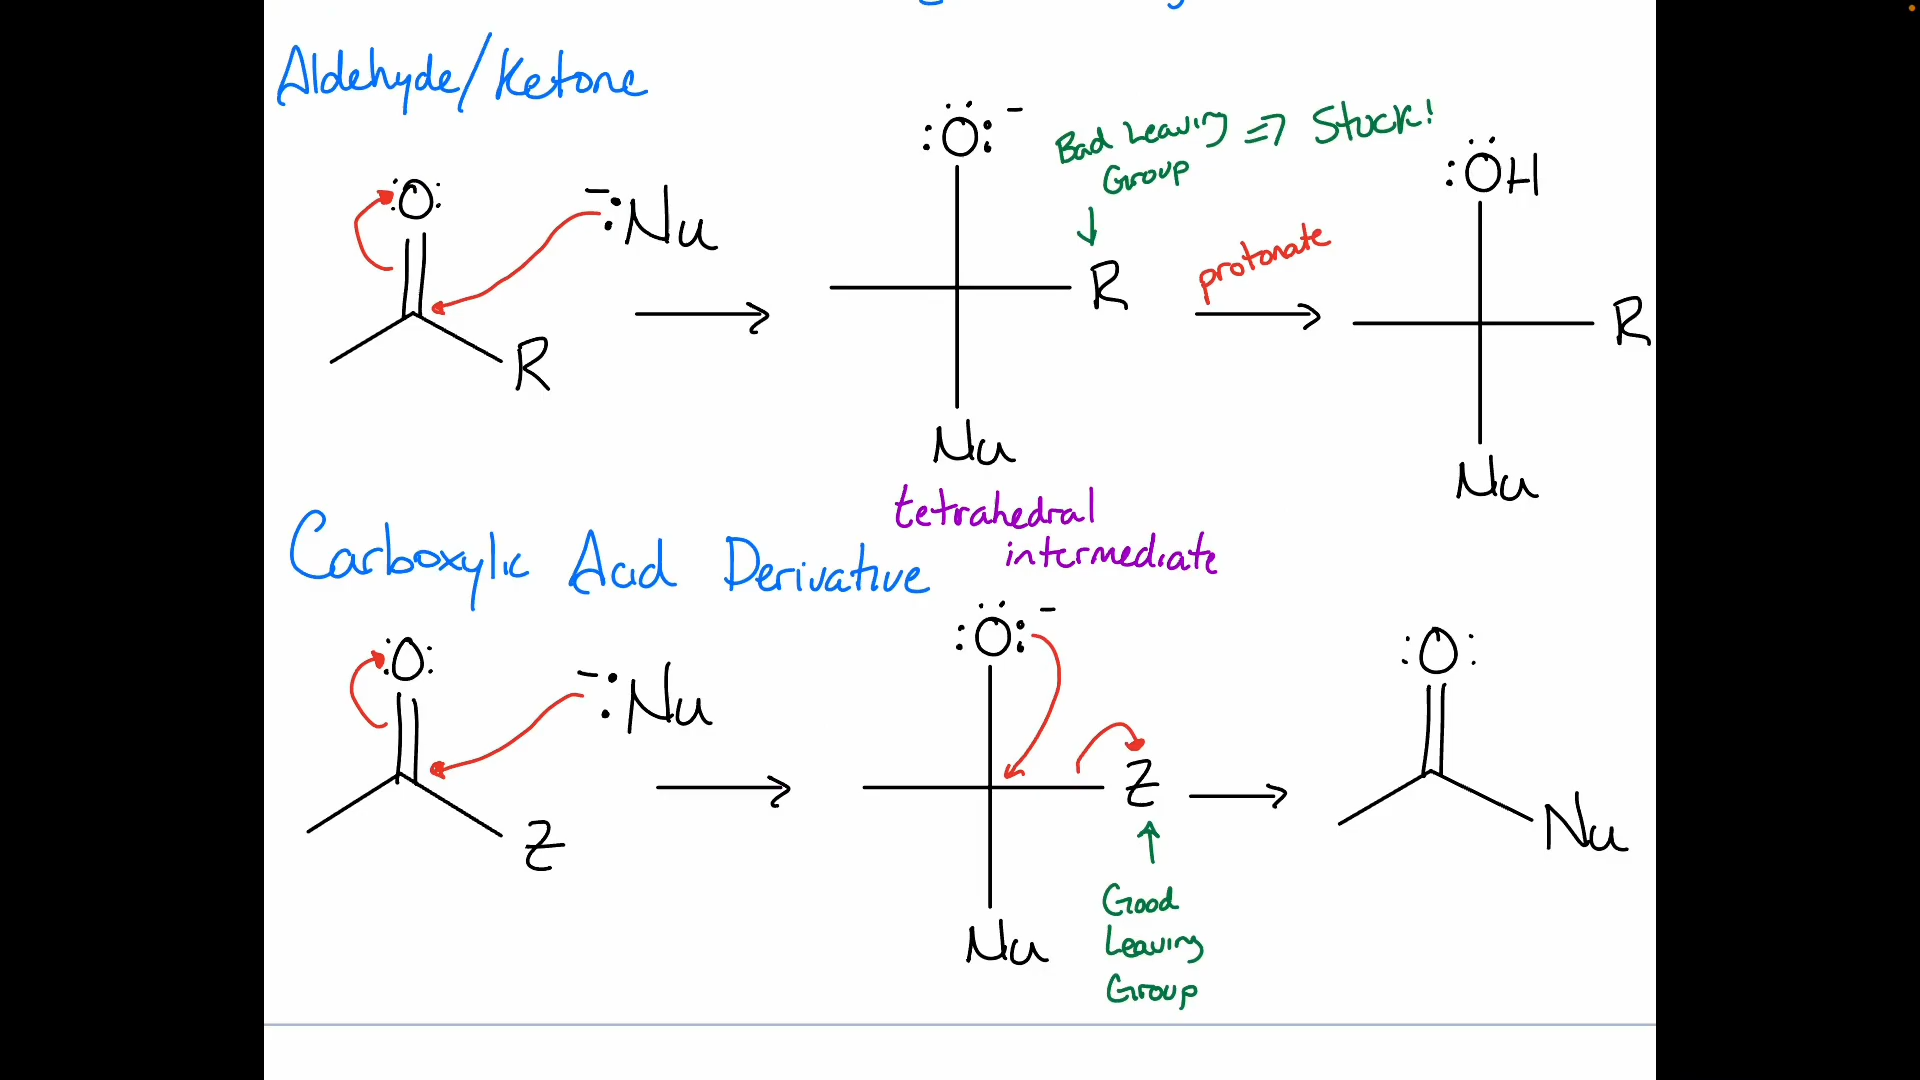 Aldehyde/Ketone
:Ö:⁻
Bad Leaving => Stuck!
Group
:ÖH
:O:
⁻:Nu
protonate
R
R
R
Nu
Nu
tetrahedral
intermediate
Carboxylic Acid Derivative
:Ö:⁻
:O:
:O:
⁻:Nu
Z
Z
Nu
Good
Leaving
Group
Nu